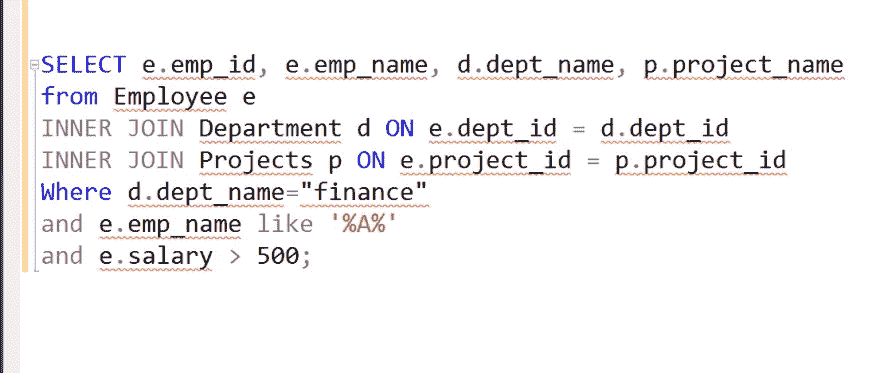 SELECT e.emp_id, e.emp_name, d.dept_name, p.project_name
from Employee e
INNER JOIN Department d ON e.dept_id = d.dept_id
INNER JOIN Projects p ON e.project_id = p.project_id
Where d.dept_name="finance"
and e.emp_name like '%A%'
and e.salary > 500;